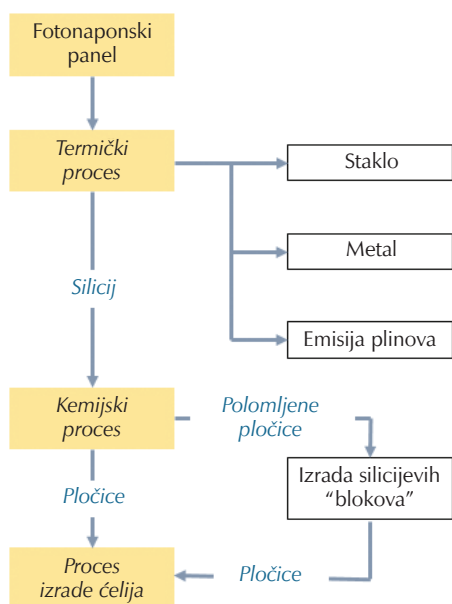 Fotonaponski
panel
Termički
proces
Staklo
Metal
Silicij
Emisija plinova
Kemijski
proces
Polomljene
pločice
Izrada silicijevih
“blokova”
Pločice
Proces
izrade ćelija
Pločice